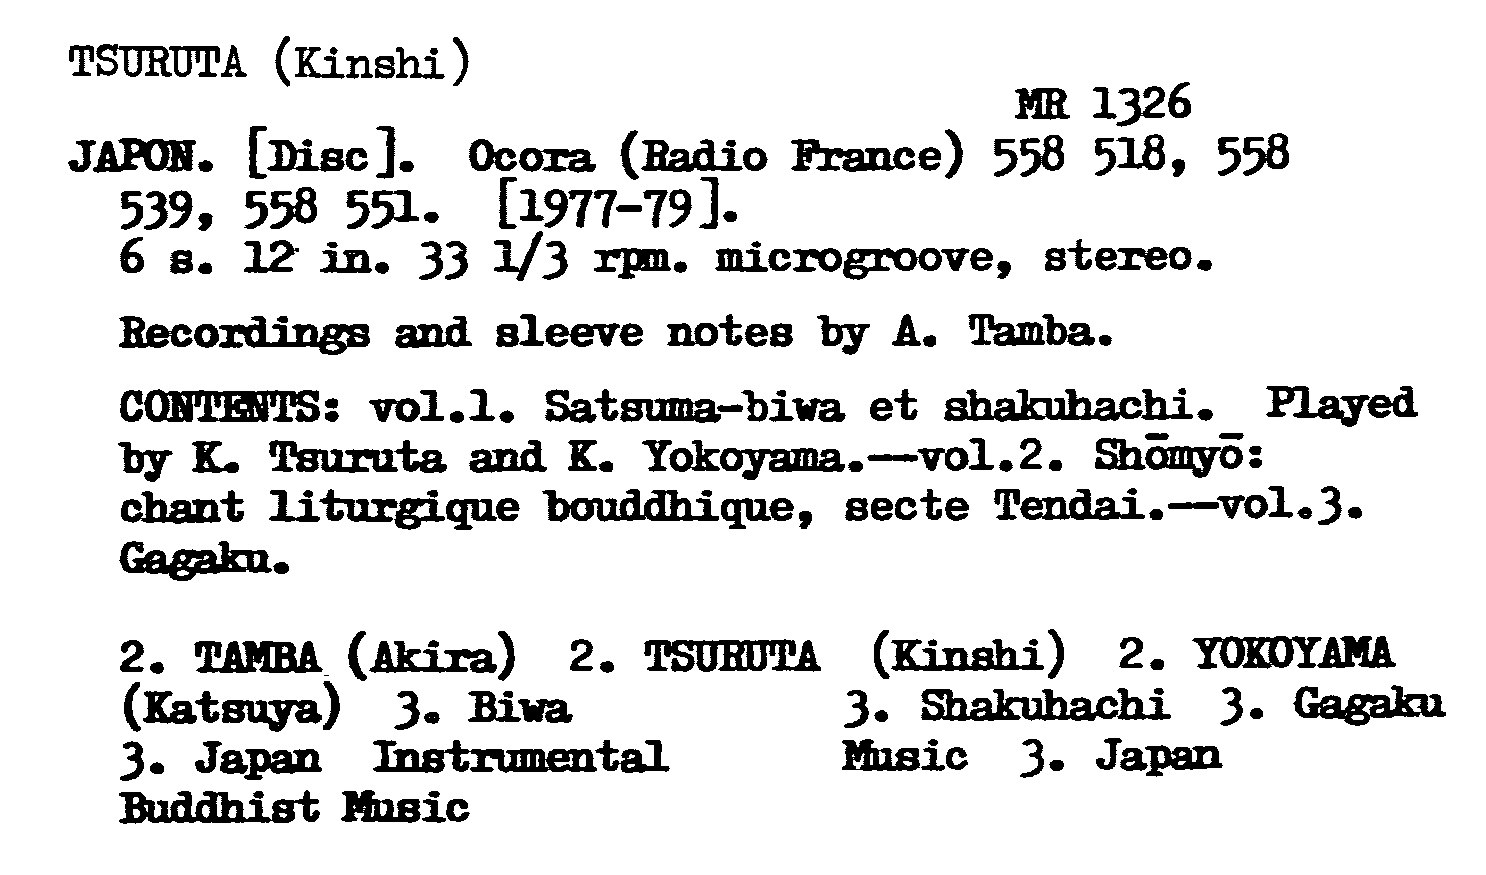 TSURUTA (Kinshi)
MR 1326
JAPON. [Disc]. Ocora (Radio France) 558 518, 558
539, 558 551. [1977-79].
6 s. 12 in. 33 1/3 rpm. microgroove, stereo.
Recordings and sleeve notes by A. Tamba.
CONTENTS: vol.1. Satsuma-biwa et shakuhachi. Played
by K. Tsuruta and K. Yokoyama.--vol.2. Shōmyō:
chant liturgique bouddhique, secte Tendai.--vol.3.
Gagaku.
2. TAMBA (Akira) 2. TSURUTA (Kinshi) 2. YOKOYAMA
(Katsuya) 3. Biwa 3. Shakuhachi 3. Gagaku
3. Japan Instrumental Music 3. Japan
Buddhist Music